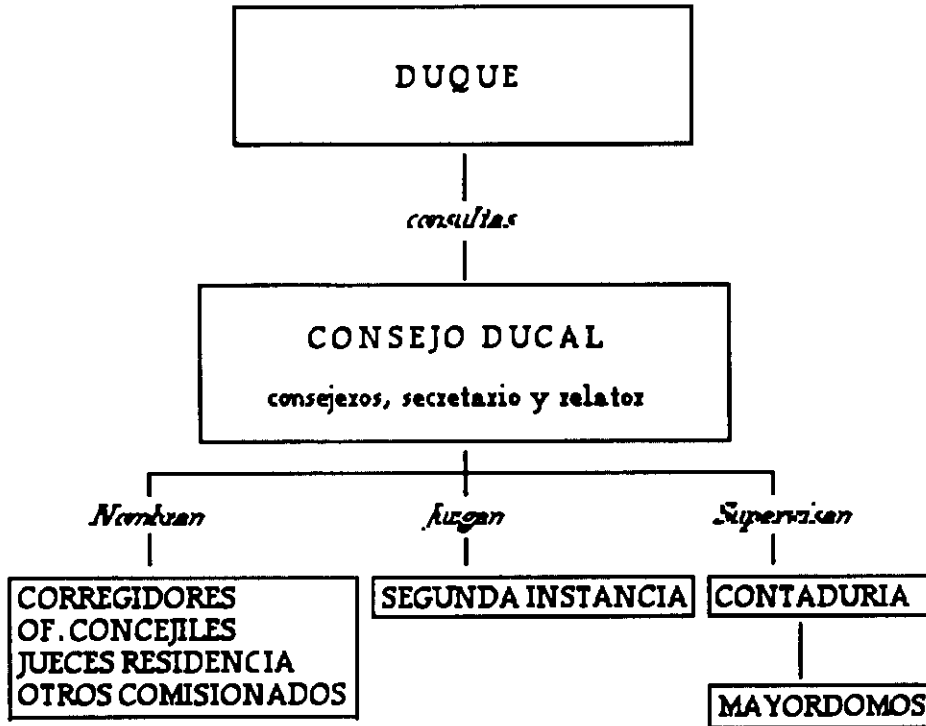 DUQUE
consultas
CONSEJO DUCAL
consejeros, secretario y relator
Nombran
Juzgan
Supervisan
CORREGIDORES
OF. CONCEJILES
JUECES RESIDENCIA
OTROS COMISIONADOS
SEGUNDA INSTANCIA
CONTADURIA
MAYORDOMOS